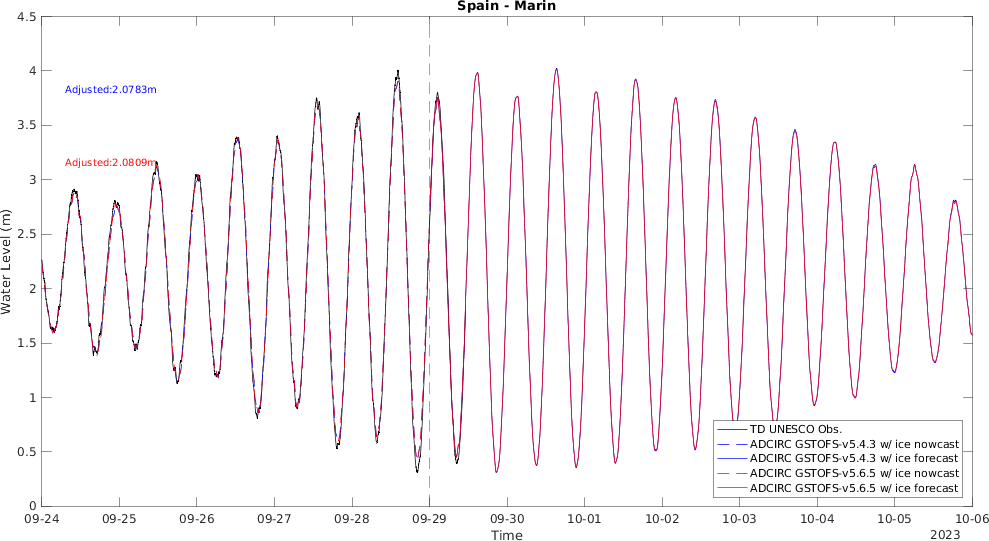 Spain - Marin
4.5
4
3.5
3
2.5
2
1.5
1
0.5
0
Water Level (m)
Adjusted:2.0783m
Adjusted:2.0809m
TD UNESCO Obs.
ADCIRC GSTOFS-v5.4.3 w/ ice nowcast
ADCIRC GSTOFS-v5.4.3 w/ ice forecast
ADCIRC GSTOFS-v5.6.5 w/ ice nowcast
ADCIRC GSTOFS-v5.6.5 w/ ice forecast
09-24 09-25 09-26 09-27 09-28 09-29 09-30 10-01 10-02 10-03 10-04 10-05 10-06
Time
2023